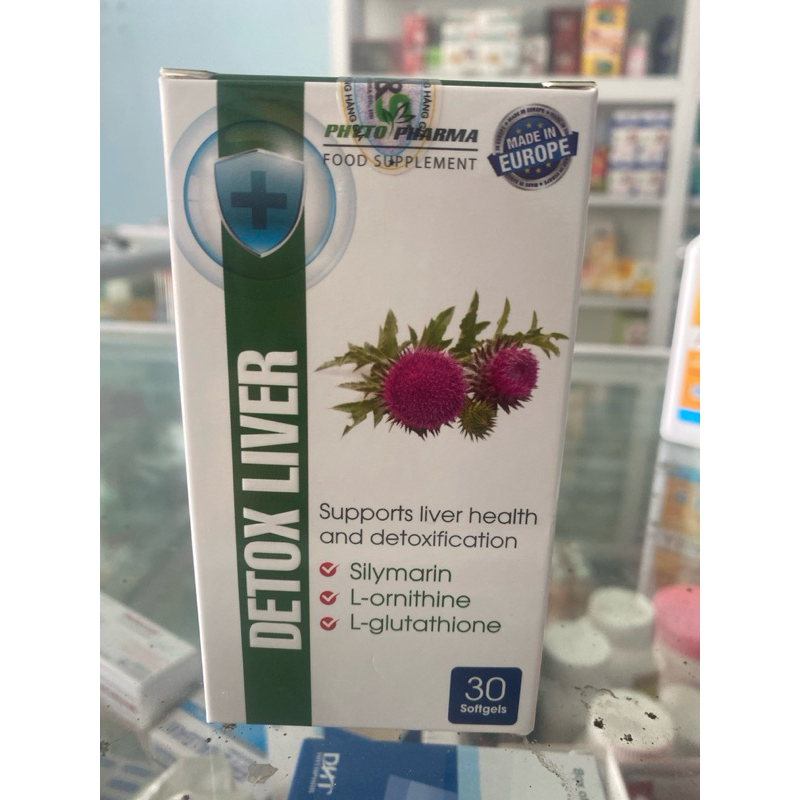 PHYTO PHARMA
FOOD SUPPLEMENT
MADE IN
EUROPE
DETOX LIVER
Supports liver health
and detoxification
Silymarin
L-ornithine
L-glutathione
30
Softgels